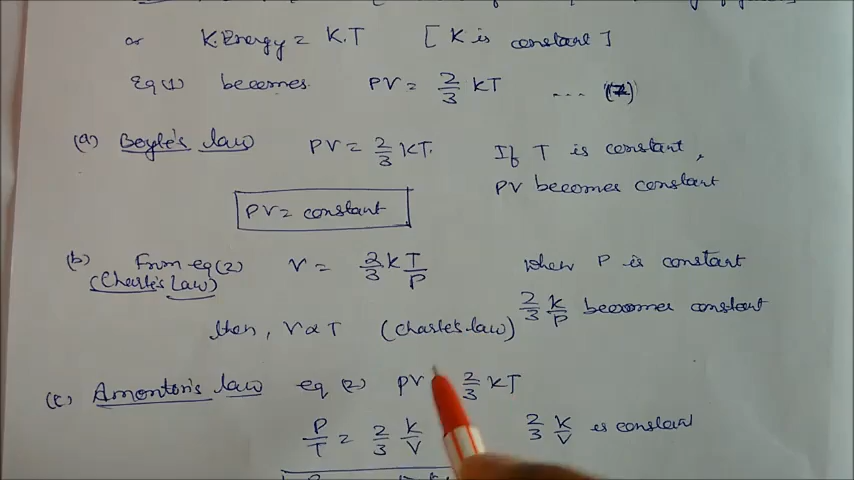 or K.Energy = K.T [K is constant]
Eq(1) becomes. PV = 2/3 KT ... (2)
(a) Boyle's law PV = 2/3 KT. If T is constant,
PV becomes constant
PV = constant
(b) From eq(2) V = 2/3 K T/P when P is constant
(Charle's Law) 2/3 K/P becomes constant
then, V ∝ T (Charle's law)
(c) Amonton's law eq (2) PV 2/3 KT
P/T = 2/3 K/V 2/3 K/V is constant